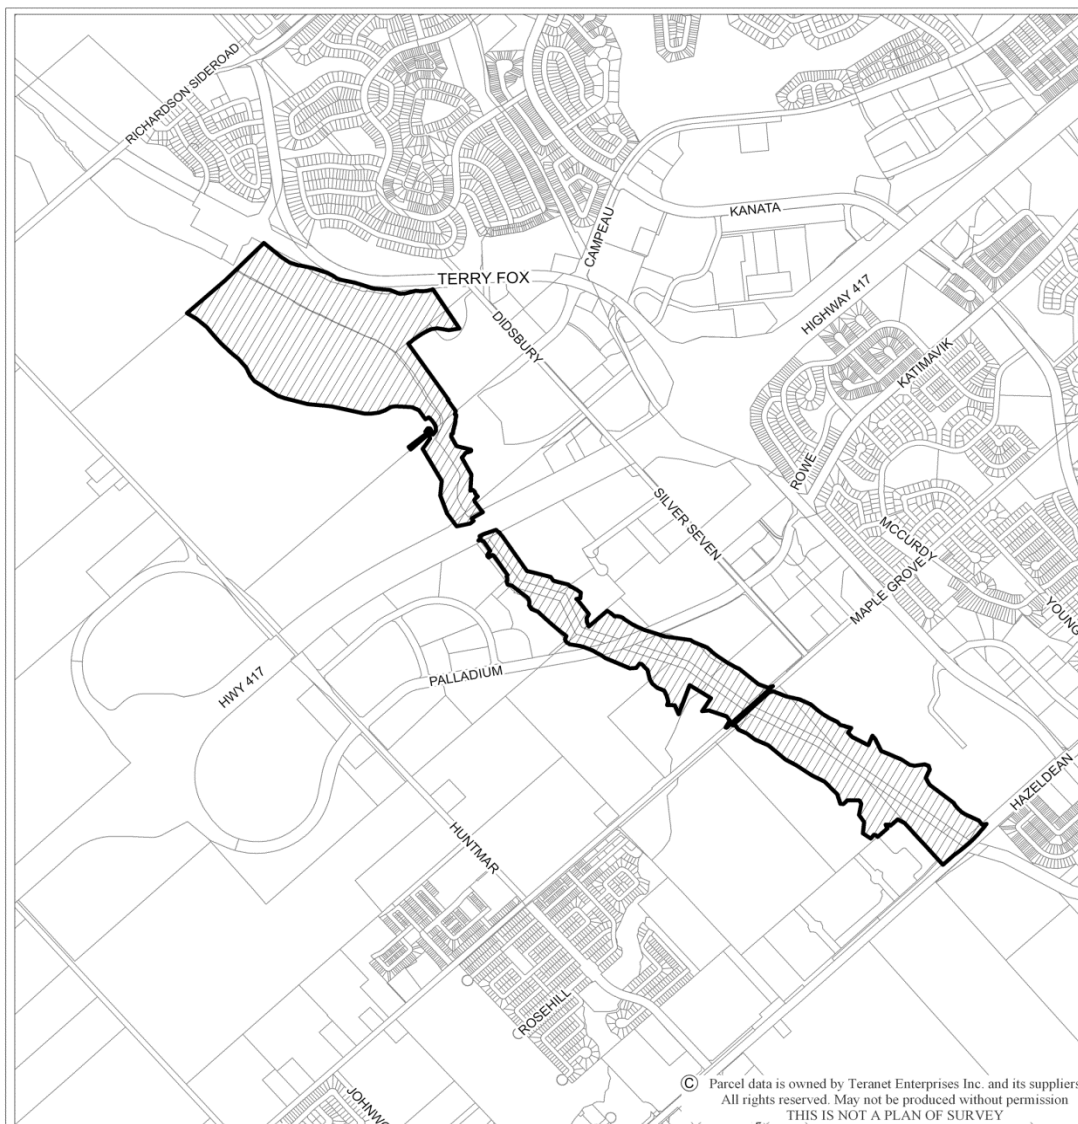 RICHARDSON SIDEROAD
KANATA
CAMPEAU
TERRY FOX
HIGHWAY 417
DIDSBURY
KATIMAVIK
ROWE
SILVER SEVEN
MCCURDY
MAPLE GROVE
YOUNG
PALLADIUM
HWY 417
HAZELDEAN
HUNTMAR
ROSEHILL
JOHNWO
© Parcel data is owned by Teranet Enterprises Inc. and its suppliers
All rights reserved. May not be produced without permission
THIS IS NOT A PLAN OF SURVEY